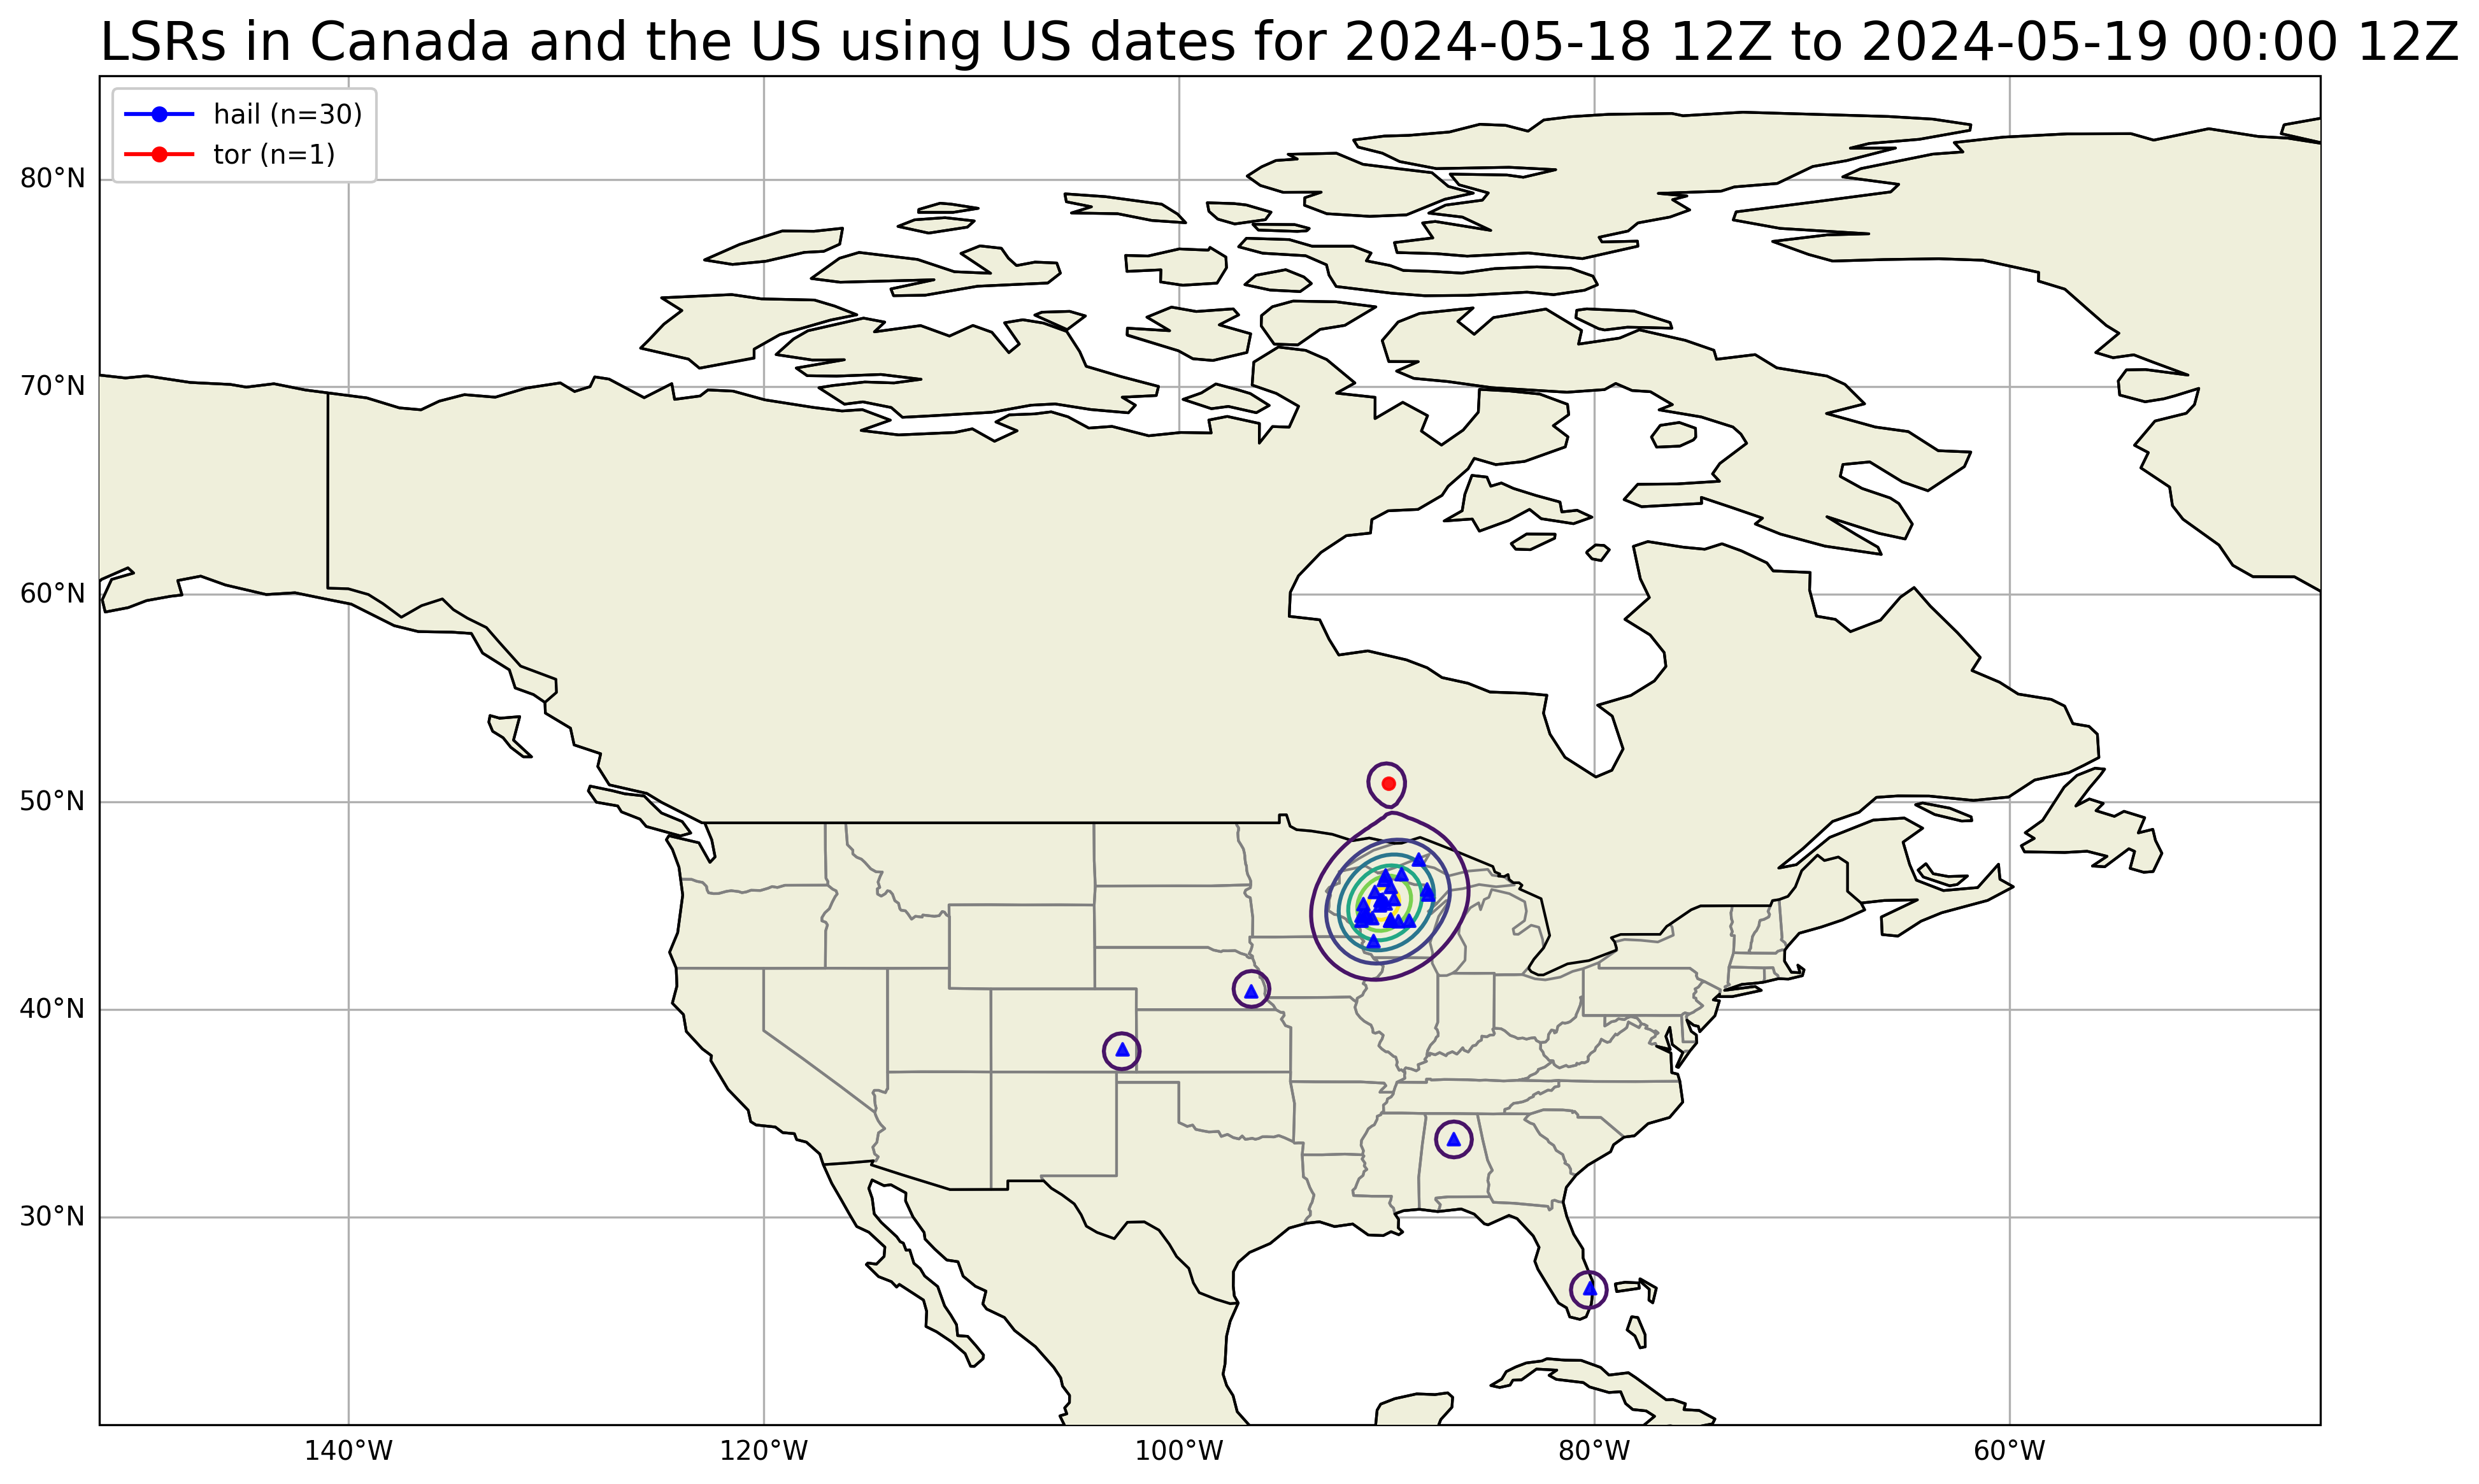 LSRs in Canada and the US using US dates for 2024-05-18 12Z to 2024-05-19 00:00 12Z
hail (n=30)
tor (n=1)
80°N
70°N
60°N
50°N
40°N
30°N
140°W 120°W 100°W 80°W 60°W